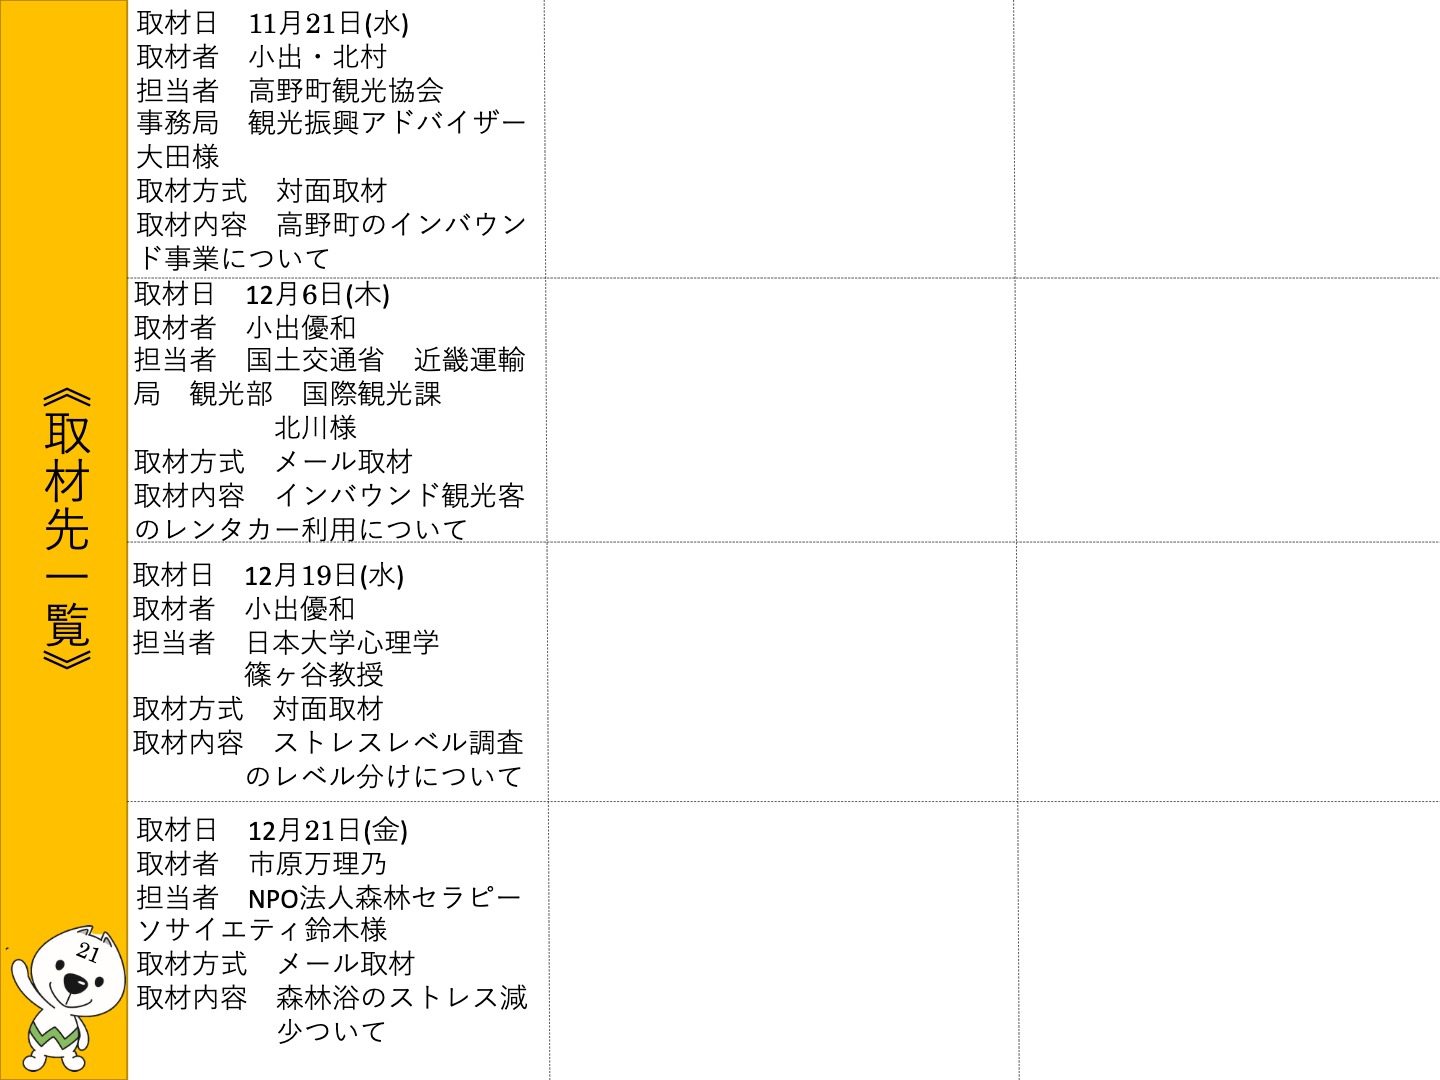 《取材先一覧》
取材日　11月21日(水)
取材者　小出・北村
担当者　高野町観光協会
事務局　観光振興アドバイザー
大田様
取材方式　対面取材
取材内容　高野町のインバウン
ド事業について
取材日　12月6日(木)
取材者　小出優和
担当者　国土交通省　近畿運輸
局　観光部　国際観光課
北川様
取材方式　メール取材
取材内容　インバウンド観光客
のレンタカー利用について
取材日　12月19日(水)
取材者　小出優和
担当者　日本大学心理学
篠ヶ谷教授
取材方式　対面取材
取材内容　ストレスレベル調査
のレベル分けについて
取材日　12月21日(金)
取材者　市原万理乃
担当者　NPO法人森林セラピー
ソサイエティ鈴木様
取材方式　メール取材
取材内容　森林浴のストレス減
少ついて
21